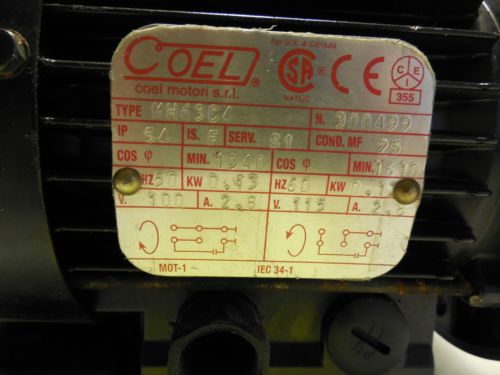 COEL ®
coel motori s.r.l.
For U.S. & Canada
SA
CE
C E I
355
TYPE MH63C4 N. 300499
IP 54 IS. F SERV. S1 COND. MF 25
COS φ MIN. 1340 COS φ MIN. 1610
HZ 50 KW 0.13 HZ 60 KW
V. 100 A. 2.8 V. 115 A.
MOT-1 IEC 34-1